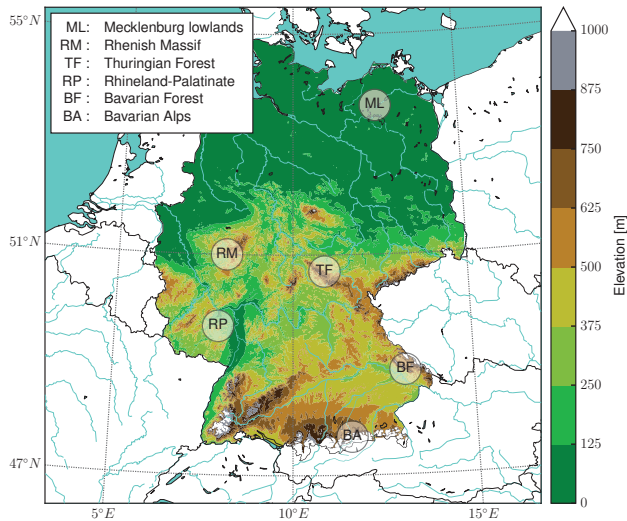 55°N
51°N
47°N
5°E
10°E
15°E
ML: Mecklenburg lowlands
RM: Rhenish Massif
TF: Thuringian Forest
RP: Rhineland-Palatinate
BF: Bavarian Forest
BA: Bavarian Alps
ML
RM
TF
RP
BF
BA
1000
875
750
625
500
375
250
125
0
Elevation [m]